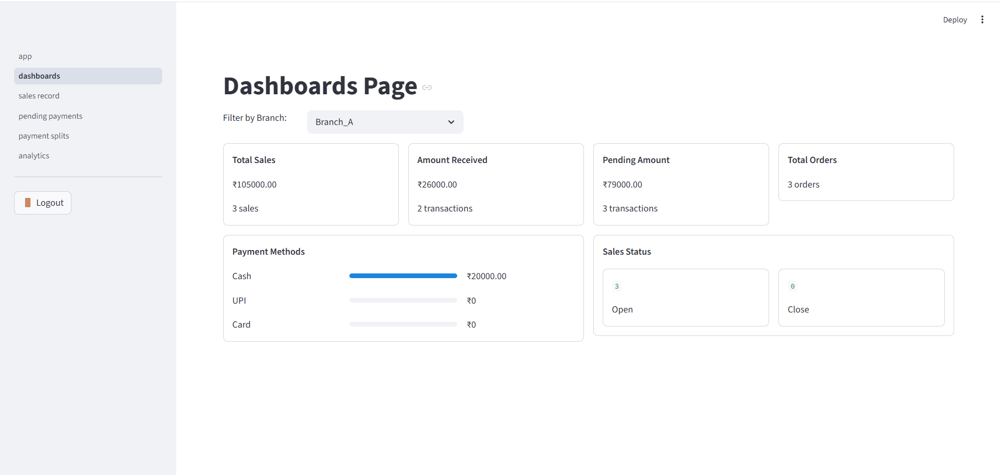 Deploy
app
dashboards
sales record
pending payments
payment splits
analytics
Logout
Dashboards Page
Filter by Branch:
Branch_A
Total Sales
₹105000.00
3 sales
Amount Received
₹26000.00
2 transactions
Pending Amount
₹79000.00
3 transactions
Total Orders
3 orders
Payment Methods
Cash ₹20000.00
UPI ₹0
Card ₹0
Sales Status
3
Open
0
Close